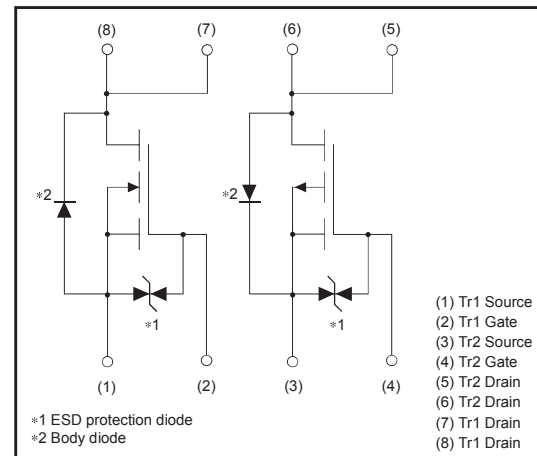 (8) (7) (6) (5)
∗2 ∗2
∗1 ∗1
(1) (2) (3) (4)
(1) Tr1 Source
(2) Tr1 Gate
(3) Tr2 Source
(4) Tr2 Gate
(5) Tr2 Drain
(6) Tr2 Drain
(7) Tr1 Drain
(8) Tr1 Drain
∗1 ESD protection diode
∗2 Body diode